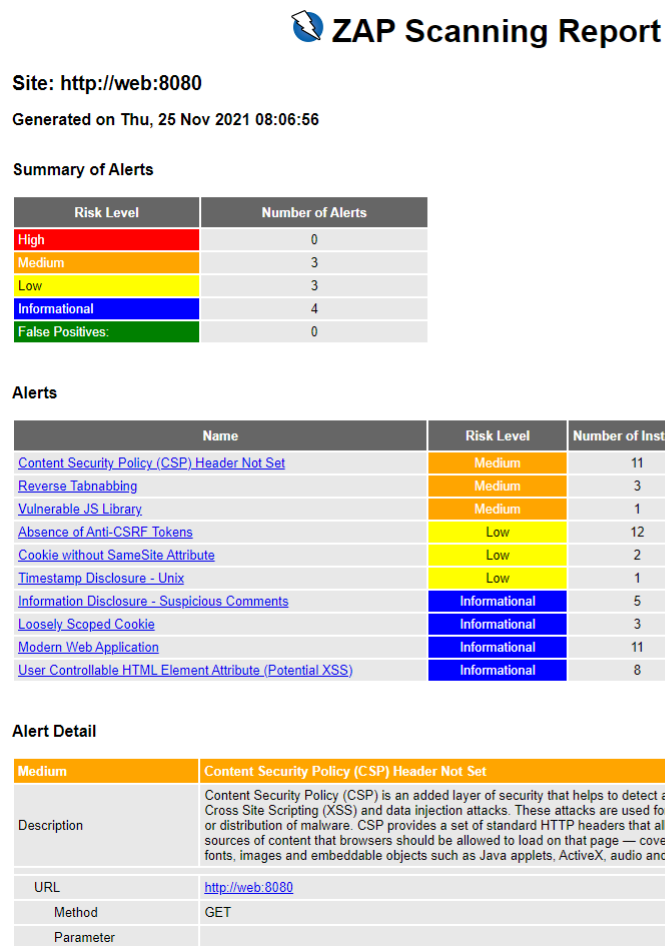 ZAP Scanning Report
Site: http://web:8080
Generated on Thu, 25 Nov 2021 08:06:56
Summary of Alerts
Risk Level Number of Alerts
High 0
Medium 3
Low 3
Informational 4
False Positives: 0
Alerts
Name Risk Level Number of Inst
Content Security Policy (CSP) Header Not Set Medium 11
Reverse Tabnabbing Medium 3
Vulnerable JS Library Medium 1
Absence of Anti-CSRF Tokens Low 12
Cookie without SameSite Attribute Low 2
Timestamp Disclosure - Unix Low 1
Information Disclosure - Suspicious Comments Informational 5
Loosely Scoped Cookie Informational 3
Modern Web Application Informational 11
User Controllable HTML Element Attribute (Potential XSS) Informational 8
Alert Detail
Medium Content Security Policy (CSP) Header Not Set
Description
Content Security Policy (CSP) is an added layer of security that helps to detect a
Cross Site Scripting (XSS) and data injection attacks. These attacks are used fo
or distribution of malware. CSP provides a set of standard HTTP headers that al
sources of content that browsers should be allowed to load on that page — cove
fonts, images and embeddable objects such as Java applets, ActiveX, audio and
URL http://web:8080
Method GET
Parameter